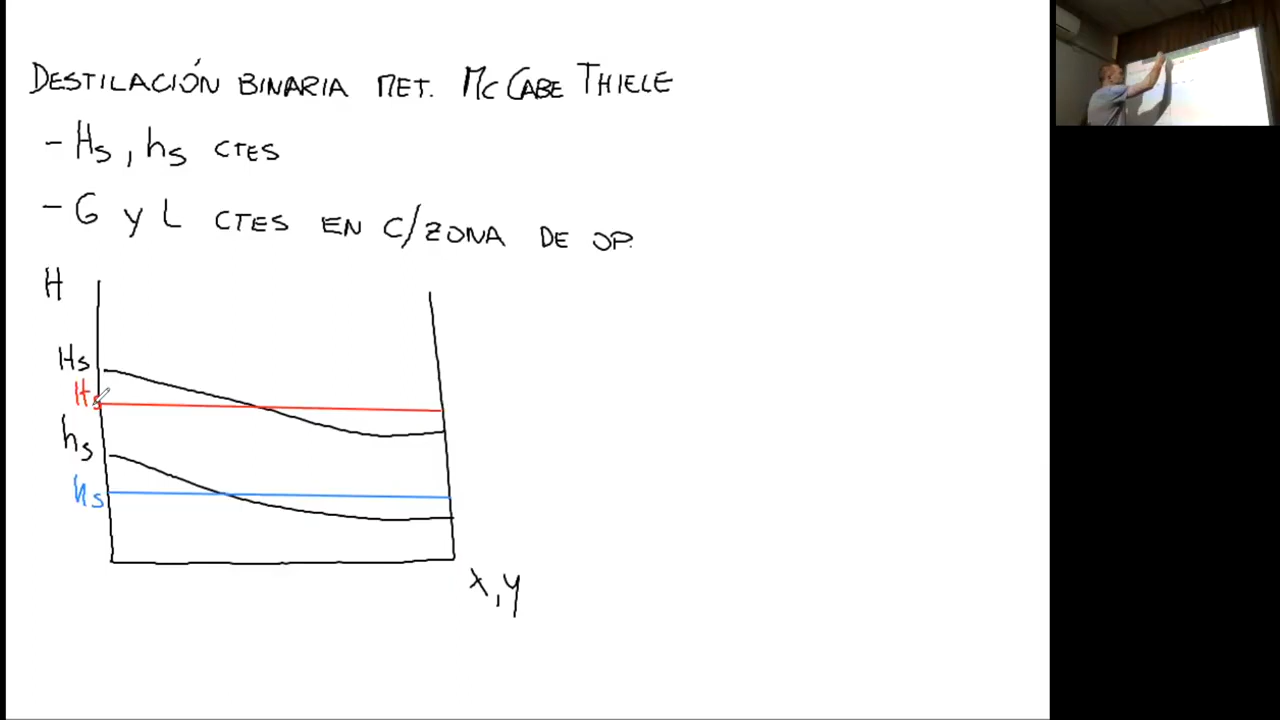 DESTILACIÓN BINARIA MET. Mc CABE THIELE
- Hs, hs CTES
- G y L CTES EN C/ZONA DE OP.
H
Hs
Hs
hs
hs
x, y